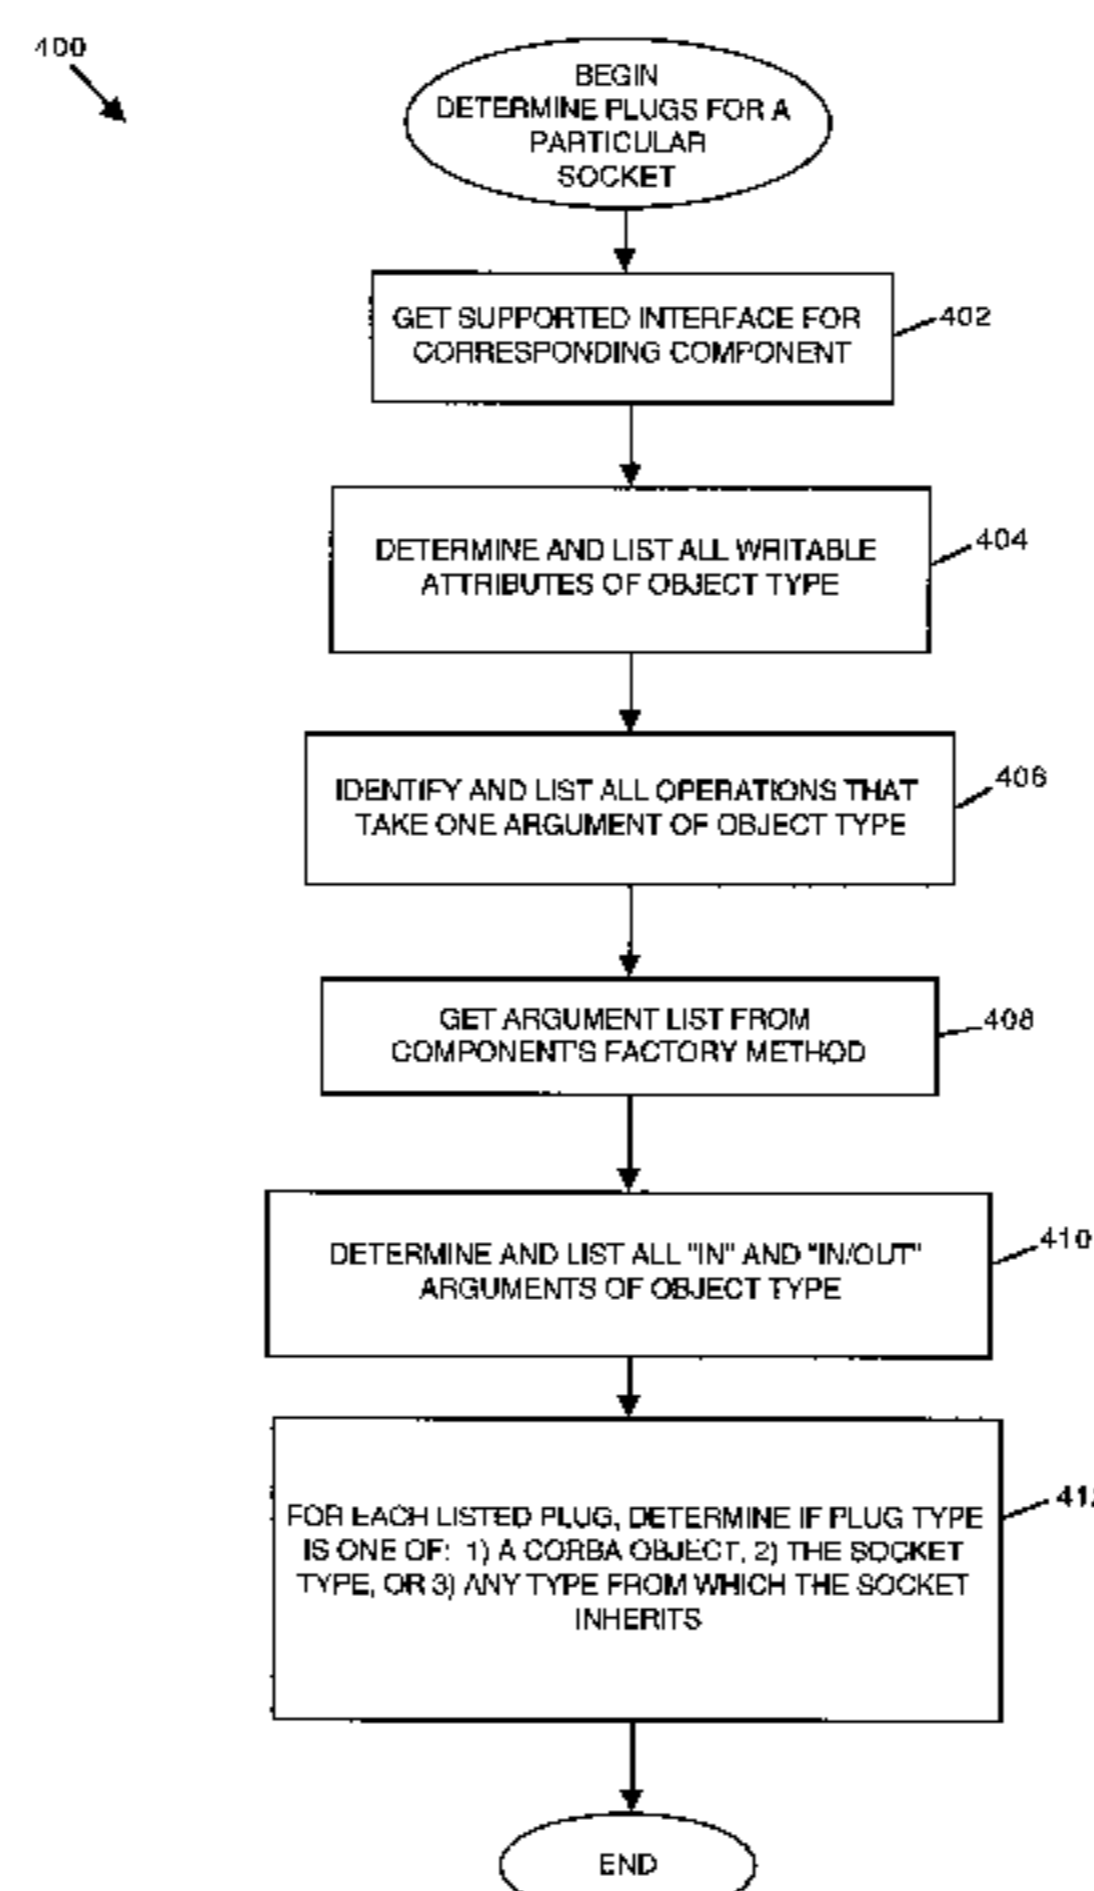 400
BEGIN
DETERMINE PLUGS FOR A
PARTICULAR
SOCKET
GET SUPPORTED INTERFACE FOR
CORRESPONDING COMPONENT
402
DETERMINE AND LIST ALL WRITABLE
ATTRIBUTES OF OBJECT TYPE
404
IDENTIFY AND LIST ALL OPERATIONS THAT
TAKE ONE ARGUMENT OF OBJECT TYPE
406
GET ARGUMENT LIST FROM
COMPONENT'S FACTORY METHOD
408
DETERMINE AND LIST ALL "IN" AND "IN/OUT"
ARGUMENTS OF OBJECT TYPE
410
FOR EACH LISTED PLUG, DETERMINE IF PLUG TYPE
IS ONE OF: 1) A CORBA OBJECT, 2) THE SOCKET
TYPE, OR 3) ANY TYPE FROM WHICH THE SOCKET
INHERITS
412
END